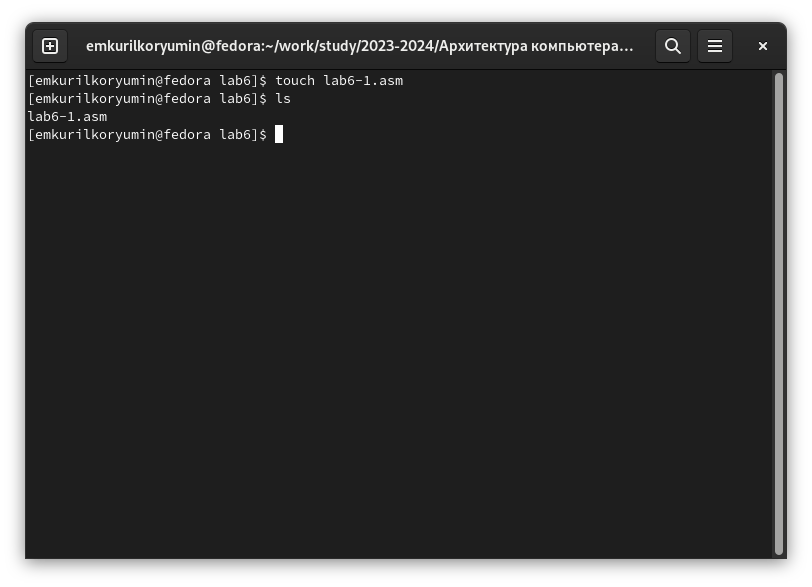 emkurilkoryumin@fedora:~/work/study/2023-2024/Архитектура компьютера...
[emkurilkoryumin@fedora lab6]$ touch lab6-1.asm
[emkurilkoryumin@fedora lab6]$ ls
lab6-1.asm
[emkurilkoryumin@fedora lab6]$